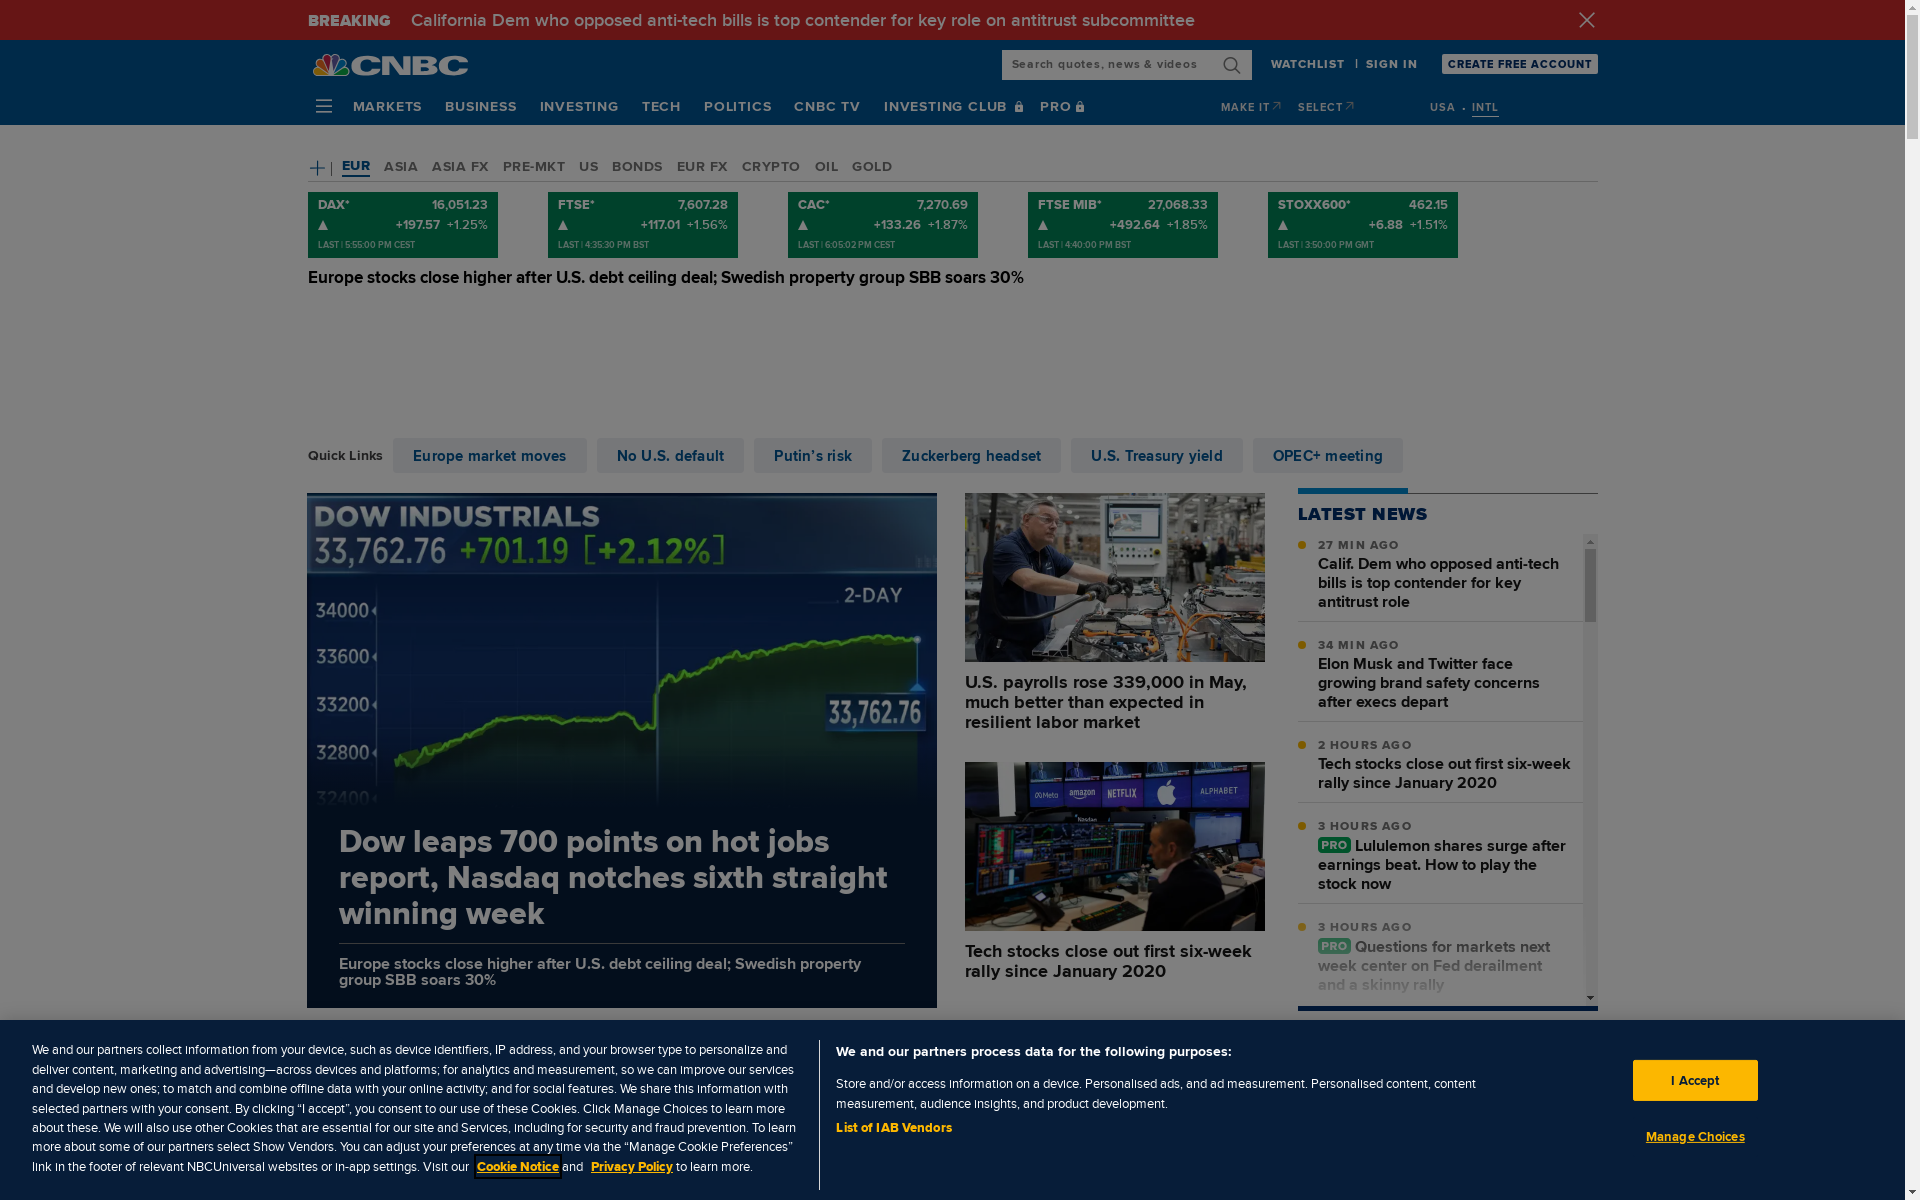 BREAKING California Dem who opposed anti-tech bills is top contender for key role on antitrust subcommittee
CNBC
Search quotes, news & videos
WATCHLIST | SIGN IN
CREATE FREE ACCOUNT
MARKETS BUSINESS INVESTING TECH POLITICS CNBC TV INVESTING CLUB PRO
MAKE IT SELECT
USA • INTL
EUR ASIA ASIA FX PRE-MKT US BONDS EUR FX CRYPTO OIL GOLD
DAX* 16,051.23
+197.57 +1.25%
LAST | 5:55:00 PM CEST
FTSE* 7,607.28
+117.01 +1.56%
LAST | 4:35:30 PM BST
CAC* 7,270.69
+133.26 +1.87%
LAST | 6:05:02 PM CEST
FTSE MIB* 27,068.33
+492.64 +1.85%
LAST | 4:40:00 PM BST
STOXX600* 462.15
+6.88 +1.51%
LAST | 3:50:00 PM GMT
Europe stocks close higher after U.S. debt ceiling deal; Swedish property group SBB soars 30%
Quick Links
Europe market moves
No U.S. default
Putin’s risk
Zuckerberg headset
U.S. Treasury yield
OPEC+ meeting
DOW INDUSTRIALS
33,762.76 +701.19 [+2.12%]
2-DAY
34000
33600
33200
32800
32400
33,762.76
Dow leaps 700 points on hot jobs
report, Nasdaq notches sixth straight
winning week
Europe stocks close higher after U.S. debt ceiling deal; Swedish property
group SBB soars 30%
U.S. payrolls rose 339,000 in May,
much better than expected in
resilient labor market
Meta amazon NETFLIX ALPHABET
Nasdaq
Tech stocks close out first six-week
rally since January 2020
LATEST NEWS
27 MIN AGO
Calif. Dem who opposed anti-tech
bills is top contender for key
antitrust role
34 MIN AGO
Elon Musk and Twitter face
growing brand safety concerns
after execs depart
2 HOURS AGO
Tech stocks close out first six-week
rally since January 2020
3 HOURS AGO
PRO Lululemon shares surge after
earnings beat. How to play the
stock now
3 HOURS AGO
PRO Questions for markets next
week center on Fed derailment
and a skinny rally
We and our partners collect information from your device, such as device identifiers, IP address, and your browser type to personalize and
deliver content, marketing and advertising—across devices and platforms; for analytics and measurement, so we can improve our services
and develop new ones; to match and combine offline data with your online activity; and for social features. We share this information with
selected partners with your consent. By clicking “I accept”, you consent to our use of these Cookies. Click Manage Choices to learn more
about these. We will also use other Cookies that are essential for our site and Services, including for security and fraud prevention. To learn
more about some of our partners select Show Vendors. You can adjust your preferences at any time via the “Manage Cookie Preferences”
link in the footer of relevant NBCUniversal websites or in-app settings. Visit our Cookie Notice and Privacy Policy to learn more.
We and our partners process data for the following purposes:
Store and/or access information on a device. Personalised ads, and ad measurement. Personalised content, content
measurement, audience insights, and product development.
List of IAB Vendors
I Accept
Manage Choices